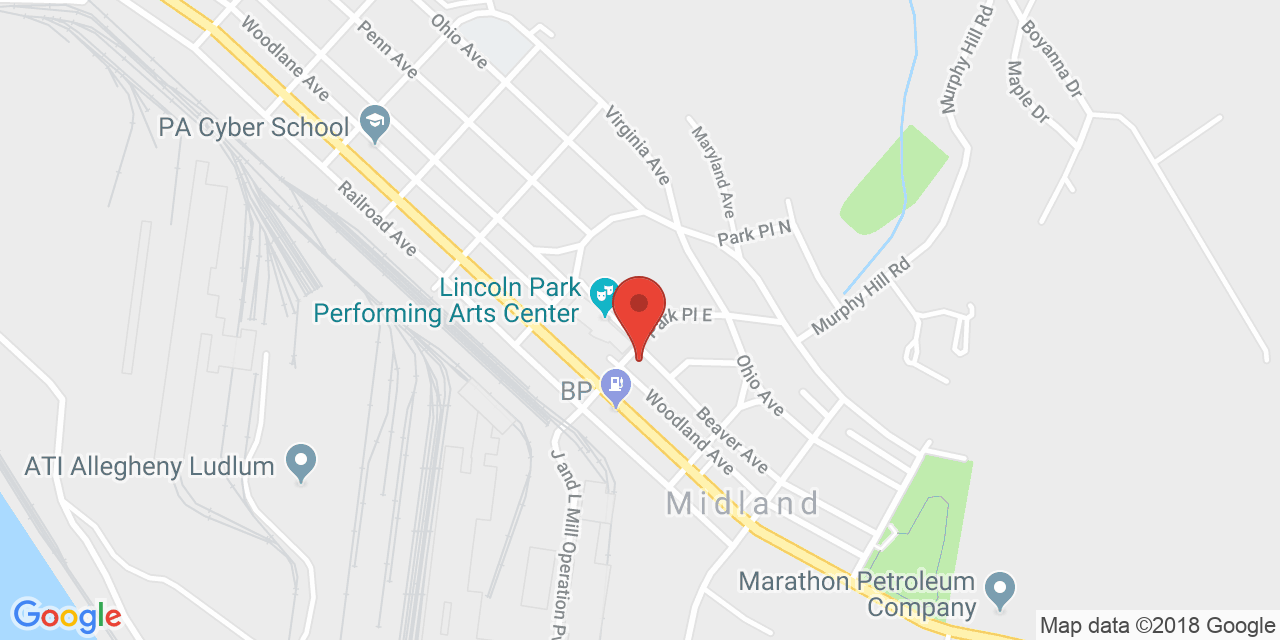 Woodlane Ave
Penn Ave
Ohio Ave
Murphy Hill Rd
Boyanna Dr
Maple Dr
PA Cyber School
Virginia Ave
Maryland Ave
Railroad Ave
Park Pl N
Murphy Hill Rd
Lincoln Park
Performing Arts Center
Park Pl E
BP
Ohio Ave
Woodland Ave
Beaver Ave
ATI Allegheny Ludlum
J and L Mill Operation Pv
Midland
Marathon Petroleum
Company
Google
Map data ©2018 Google